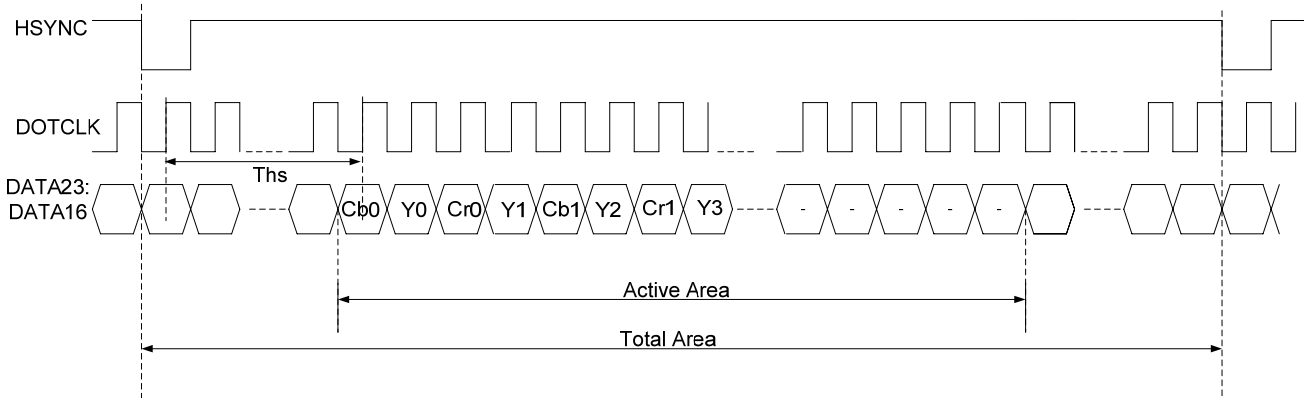 HSYNC
DOTCLK
Ths
DATA23:
DATA16
Cb0 Y0 Cr0 Y1 Cb1 Y2 Cr1 Y3 - - - - -
Active Area
Total Area